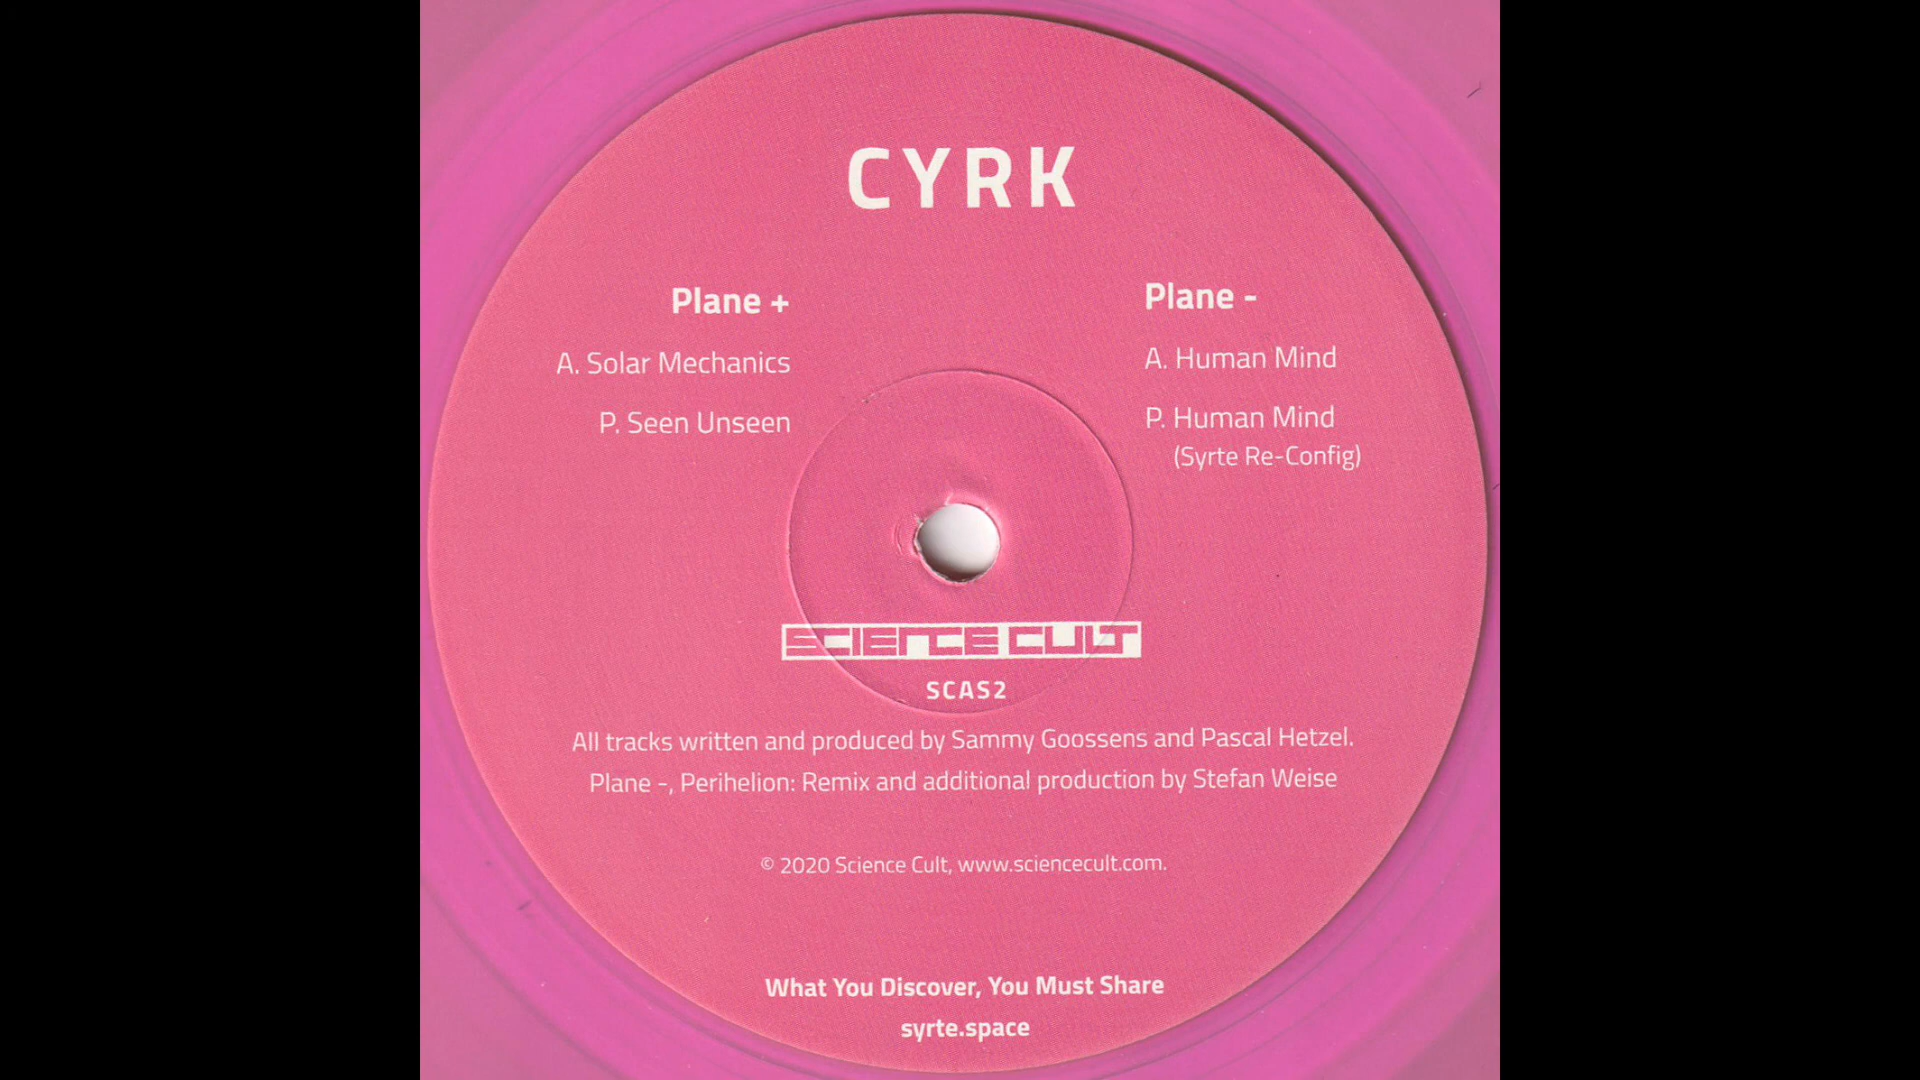 CYRK
Plane +
A. Solar Mechanics
P. Seen Unseen
Plane -
A. Human Mind
P. Human Mind
(Syrte Re-Config)
SCIENCE CULT
SCAS2
All tracks written and produced by Sammy Goossens and Pascal Hetzel.
Plane -, Perihelion: Remix and additional production by Stefan Weise
© 2020 Science Cult, www.sciencecult.com.
What You Discover, You Must Share
syrte.space